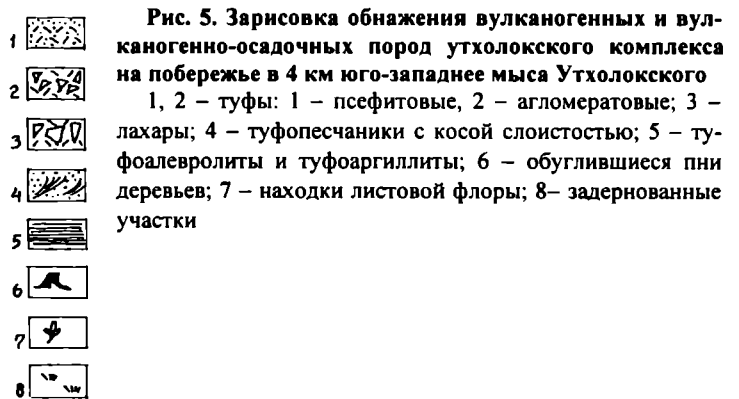 Рис. 5. Зарисовка обнажения вулканогенных и вул-
каногенно-осадочных пород утхолокского комплекса
на побережье в 4 км юго-западнее мыса Утхолокского
1, 2 – туфы: 1 – псефитовые, 2 – агломератовые; 3 –
лахары; 4 – туфопесчаники с косой слоистостью; 5 – ту-
фоалевролиты и туфоаргиллиты; 6 – обуглившиеся пни
деревьев; 7 – находки листовой флоры; 8– задернованные
участки
1
2
3
4
5
6
7
8